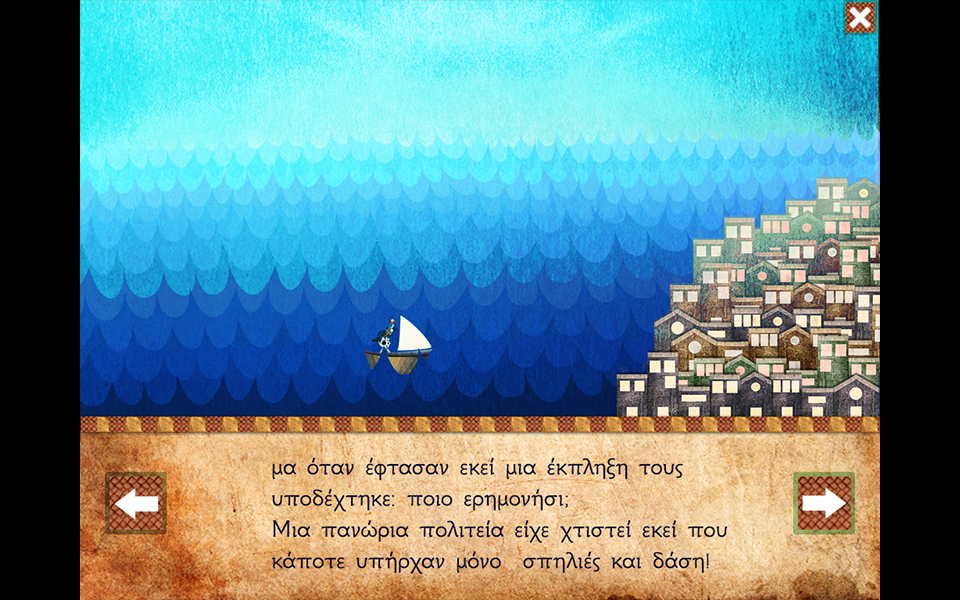 μα όταν έφτασαν εκεί μια έκπληξη τους
υποδέχτηκε: ποιο ερημονήσι;
Μια πανώρια πολιτεία είχε χτιστεί εκεί που
κάποτε υπήρχαν μόνο σπηλιές και δάση!